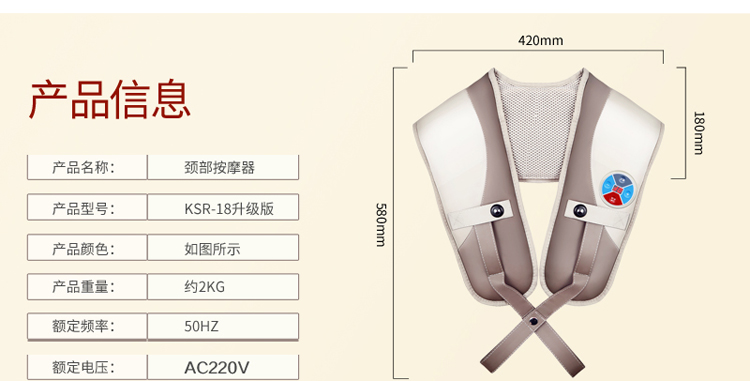 产品信息
产品名称: 颈部按摩器
产品型号: KSR-18升级版
产品颜色: 如图所示
产品重量: 约2KG
额定频率: 50HZ
额定电压: AC220V
420mm
180mm
580mm